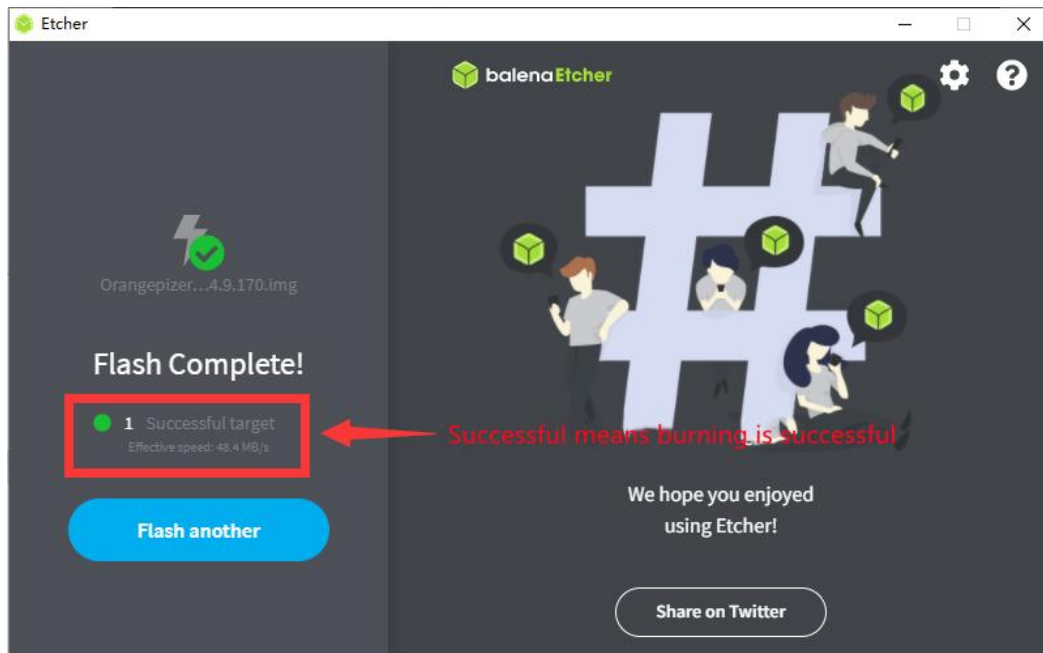 Etcher
balenaEtcher
Orangepizer...4.9.170.img
Flash Complete!
1 Successful target
Effective speed: 48.4 MB/s
Successful means burning is successful
Flash another
We hope you enjoyed
using Etcher!
Share on Twitter